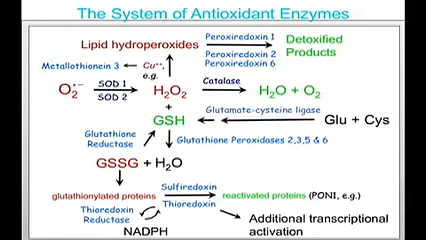 The System of Antioxidant Enzymes
Peroxiredoxin 1
Lipid hydroperoxides
Detoxified
Products
Peroxiredoxin 2
Peroxiredoxin 6
Metallothionein 3
Cu⁺⁺,
e.g.
O₂˙⁻
SOD 1
SOD 2
H₂O₂
Catalase
H₂O + O₂
+
GSH
Glutamate-cysteine ligase
Glu + Cys
Glutathione
Reductase
Glutathione Peroxidases 2,3,5 & 6
GSSG + H₂O
glutathionylated proteins
Sulfiredoxin
Thioredoxin
reactivated proteins (PON1, e.g.)
Thioredoxin
Reductase
NADPH
Additional transcriptional
activation